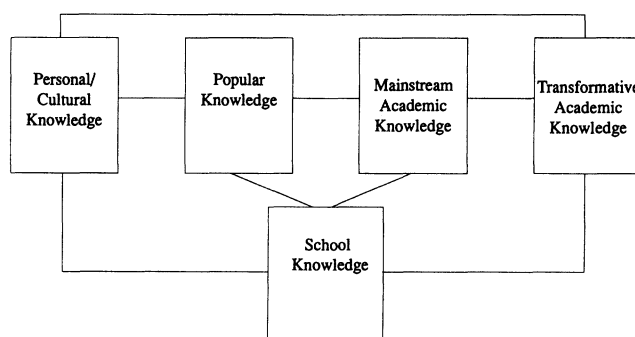 Personal/
Cultural
Knowledge
Popular
Knowledge
Mainstream
Academic
Knowledge
Transformative
Academic
Knowledge
School
Knowledge